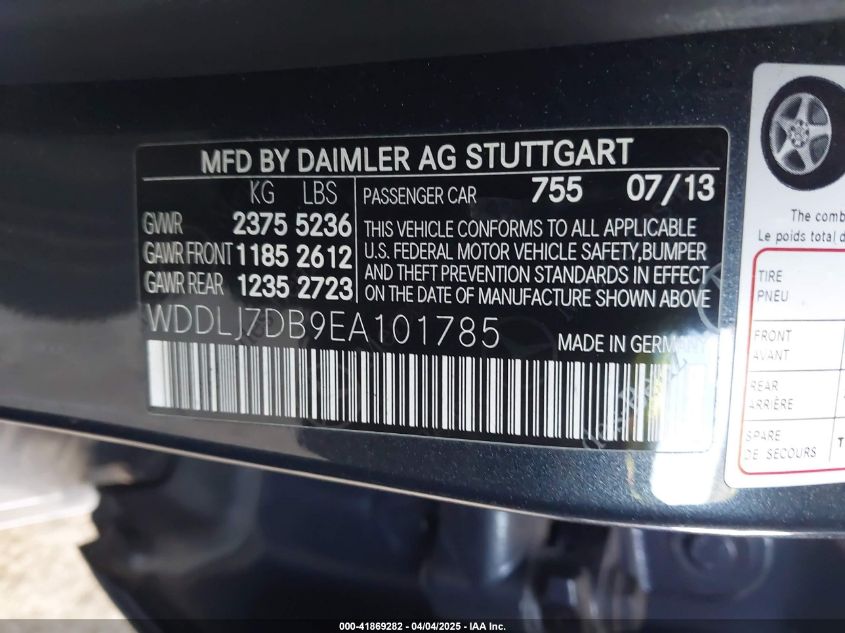 MFD BY DAIMLER AG STUTTGART
KG LBS
GVWR 2375 5236
GAWR FRONT 1185 2612
GAWR REAR 1235 2723
PASSENGER CAR 755 07/13
THIS VEHICLE CONFORMS TO ALL APPLICABLE
U.S. FEDERAL MOTOR VEHICLE SAFETY,BUMPER
AND THEFT PREVENTION STANDARDS IN EFFECT
ON THE DATE OF MANUFACTURE SHOWN ABOVE
WDDLJ7DB9EA101785
MADE IN GERMANY
The comb
Le poids total d
TIRE
PNEU
FRONT
AVANT
REAR
ARRIÈRE
SPARE
DE SECOURS
T
000-41869282 - 04/04/2025 - IAA Inc.